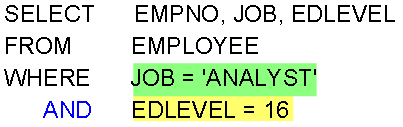 SELECT EMPNO, JOB, EDLEVEL
FROM EMPLOYEE
WHERE JOB = 'ANALYST'
AND EDLEVEL = 16